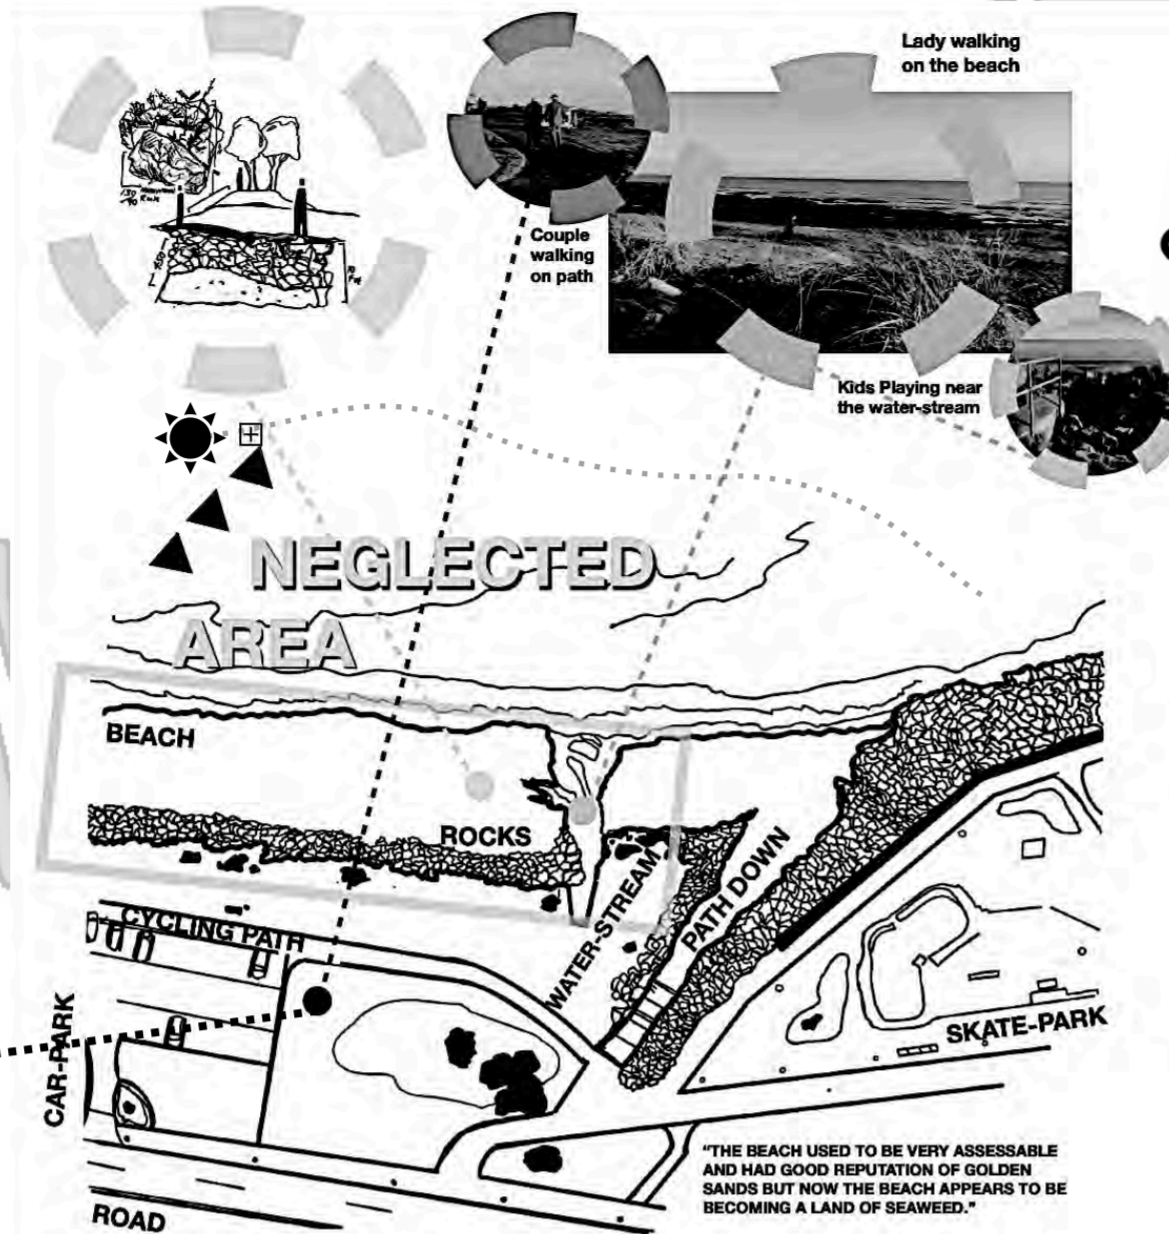 Lady walking
on the beach
Couple
walking
on path
Kids Playing near
the water-stream
NEGLECTED
AREA
BEACH
ROCKS
WATER-STREAM
PATH DOWN
CYCLING PATH
CAR-PARK
SKATE-PARK
ROAD
"THE BEACH USED TO BE VERY ASSESSABLE
AND HAD GOOD REPUTATION OF GOLDEN
SANDS BUT NOW THE BEACH APPEARS TO BE
BECOMING A LAND OF SEAWEED."